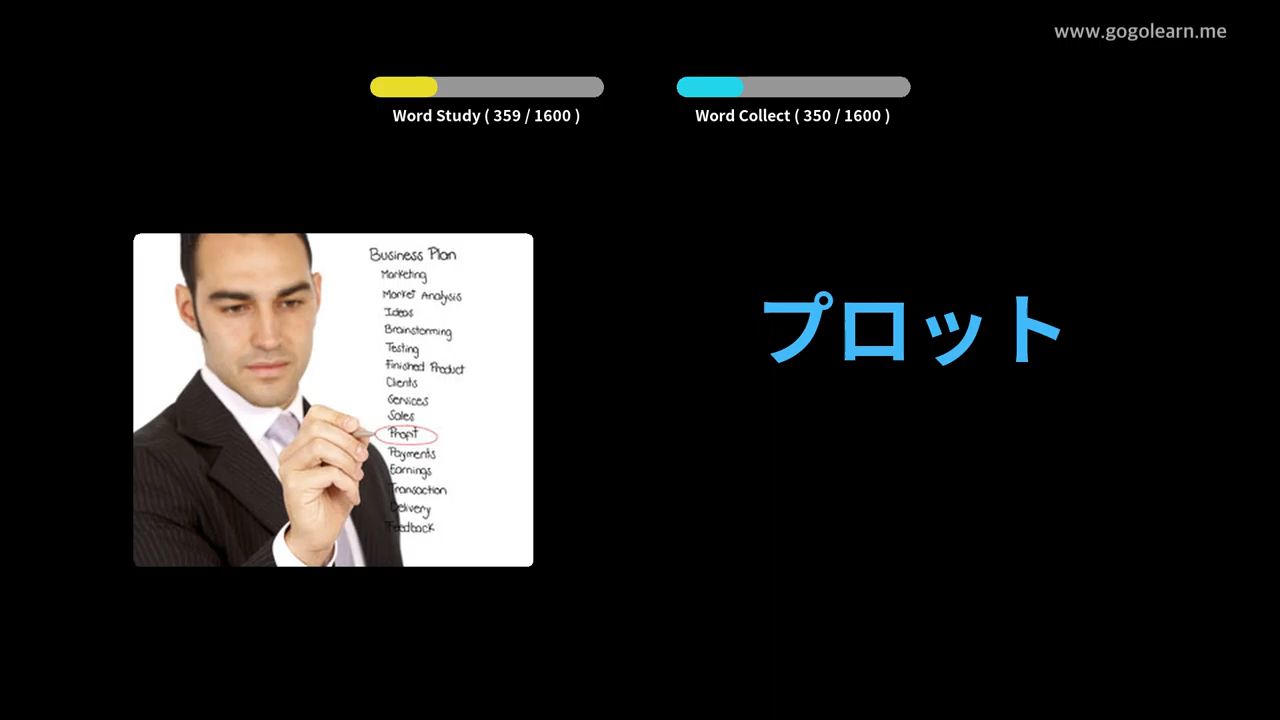 www.gogolearn.me
Word Study ( 359 / 1600 )
Word Collect ( 350 / 1600 )
Business Plan
Marketing
Market Analysis
Ideas
Brainstorming
Testing
Finished Product
Clients
Services
Sales
Profit
Payments
Earnings
Transaction
Delivery
Feedback
プロット